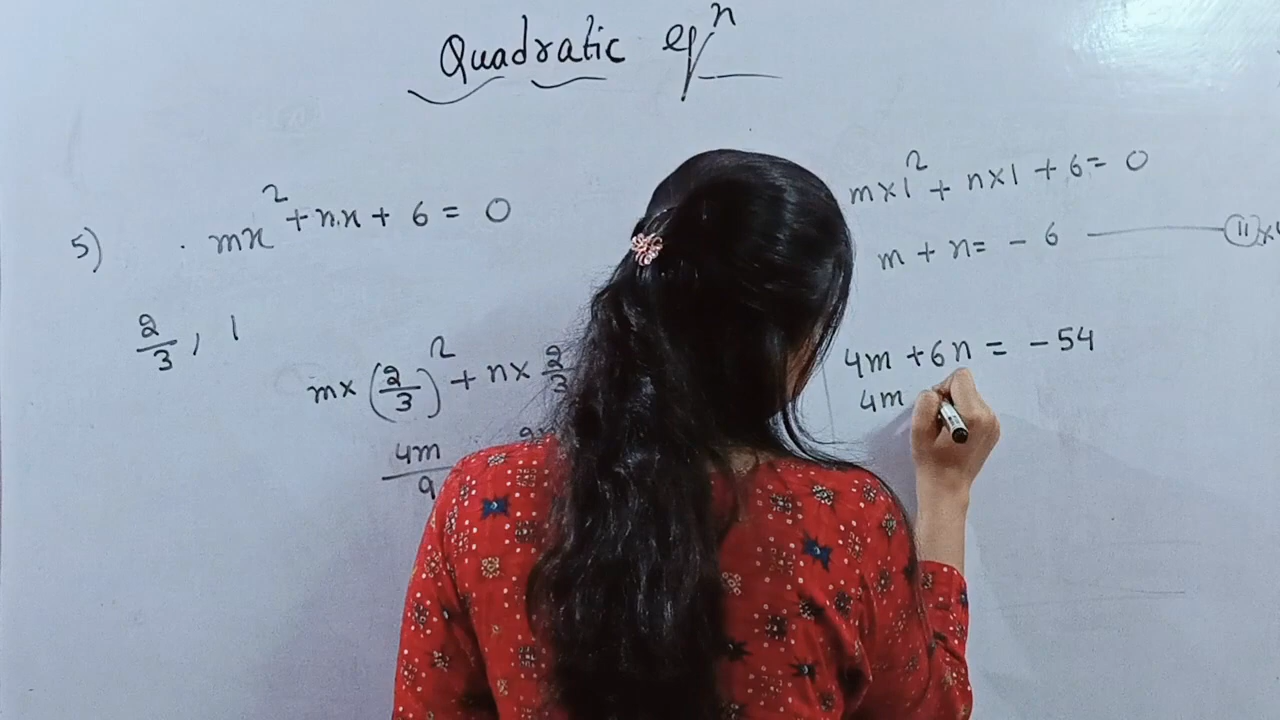 Quadratic eqⁿ
5) mx² + nx + 6 = 0
2/3, 1
m×(2/3)² + n× 2/3
4m/9
m×1² + n×1 + 6 = 0
m + n = - 6 (II) ×
4m + 6n = - 54
4m